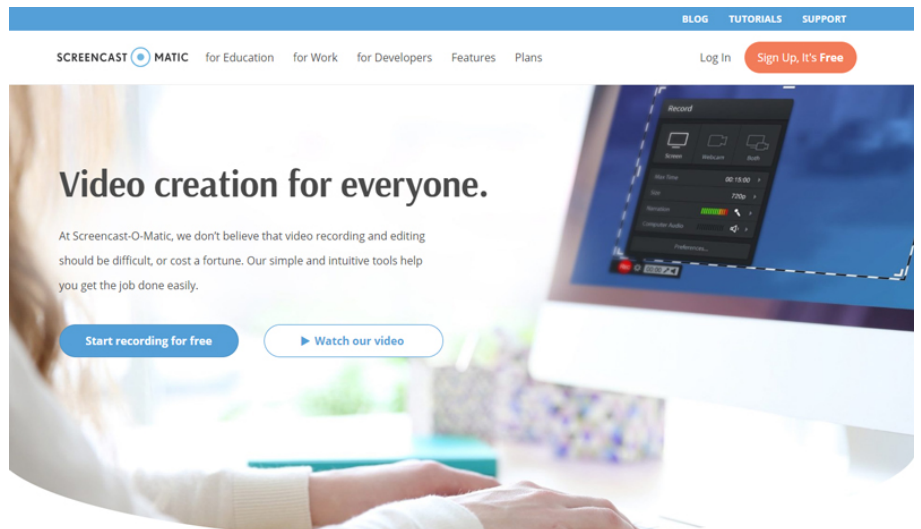 BLOG TUTORIALS SUPPORT
SCREENCAST O MATIC for Education for Work for Developers Features Plans Log In Sign Up, It's Free
Record
Screen Webcam Both
Max Time 00:15:00
Size 720p
Narration
Computer Audio
Preferences...
Rec 00:00
Video creation for everyone.
At Screencast-O-Matic, we don't believe that video recording and editing
should be difficult, or cost a fortune. Our simple and intuitive tools help
you get the job done easily.
Start recording for free Watch our video